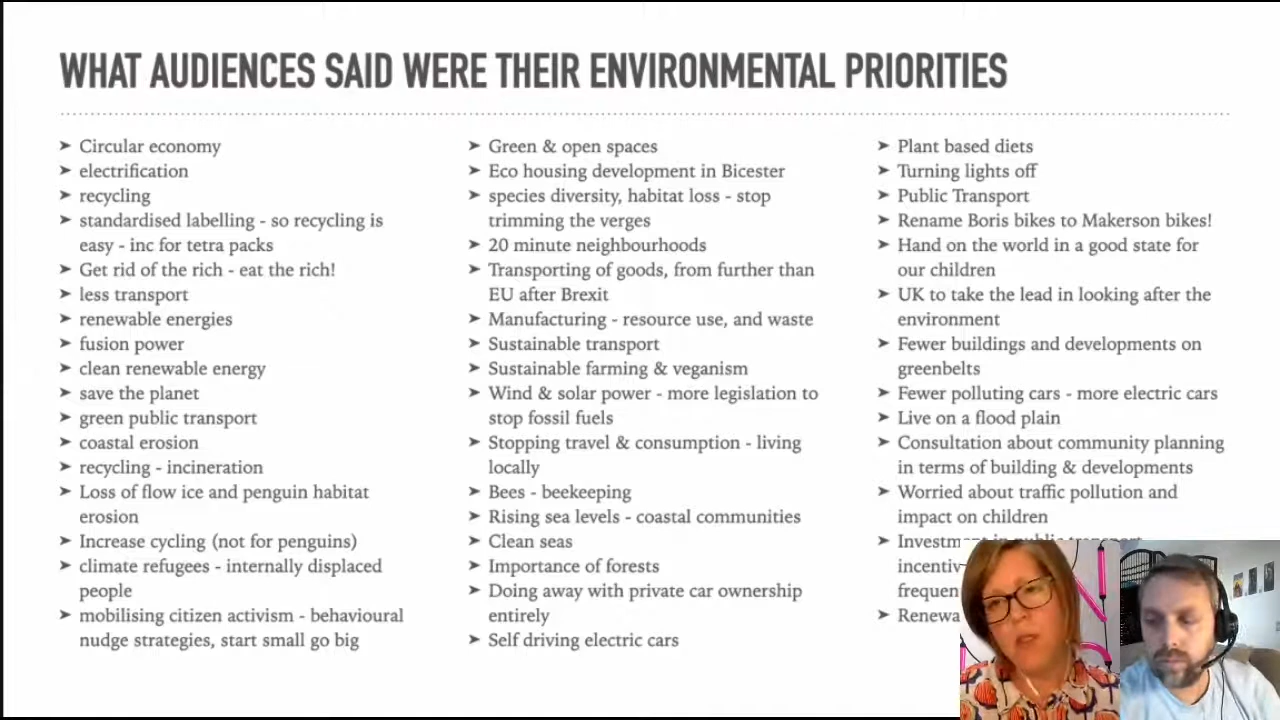 WHAT AUDIENCES SAID WERE THEIR ENVIRONMENTAL PRIORITIES
➤ Circular economy
➤ electrification
➤ recycling
➤ standardised labelling - so recycling is
easy - inc for tetra packs
➤ Get rid of the rich - eat the rich!
➤ less transport
➤ renewable energies
➤ fusion power
➤ clean renewable energy
➤ save the planet
➤ green public transport
➤ coastal erosion
➤ recycling - incineration
➤ Loss of flow ice and penguin habitat
erosion
➤ Increase cycling (not for penguins)
➤ climate refugees - internally displaced
people
➤ mobilising citizen activism - behavioural
nudge strategies, start small go big
➤ Green & open spaces
➤ Eco housing development in Bicester
➤ species diversity, habitat loss - stop
trimming the verges
➤ 20 minute neighbourhoods
➤ Transporting of goods, from further than
EU after Brexit
➤ Manufacturing - resource use, and waste
➤ Sustainable transport
➤ Sustainable farming & veganism
➤ Wind & solar power - more legislation to
stop fossil fuels
➤ Stopping travel & consumption - living
locally
➤ Bees - beekeeping
➤ Rising sea levels - coastal communities
➤ Clean seas
➤ Importance of forests
➤ Doing away with private car ownership
entirely
➤ Self driving electric cars
➤ Plant based diets
➤ Turning lights off
➤ Public Transport
➤ Rename Boris bikes to Makerson bikes!
➤ Hand on the world in a good state for
our children
➤ UK to take the lead in looking after the
environment
➤ Fewer buildings and developments on
greenbelts
➤ Fewer polluting cars - more electric cars
➤ Live on a flood plain
➤ Consultation about community planning
in terms of building & developments
➤ Worried about traffic pollution and
impact on children
➤ in public transport